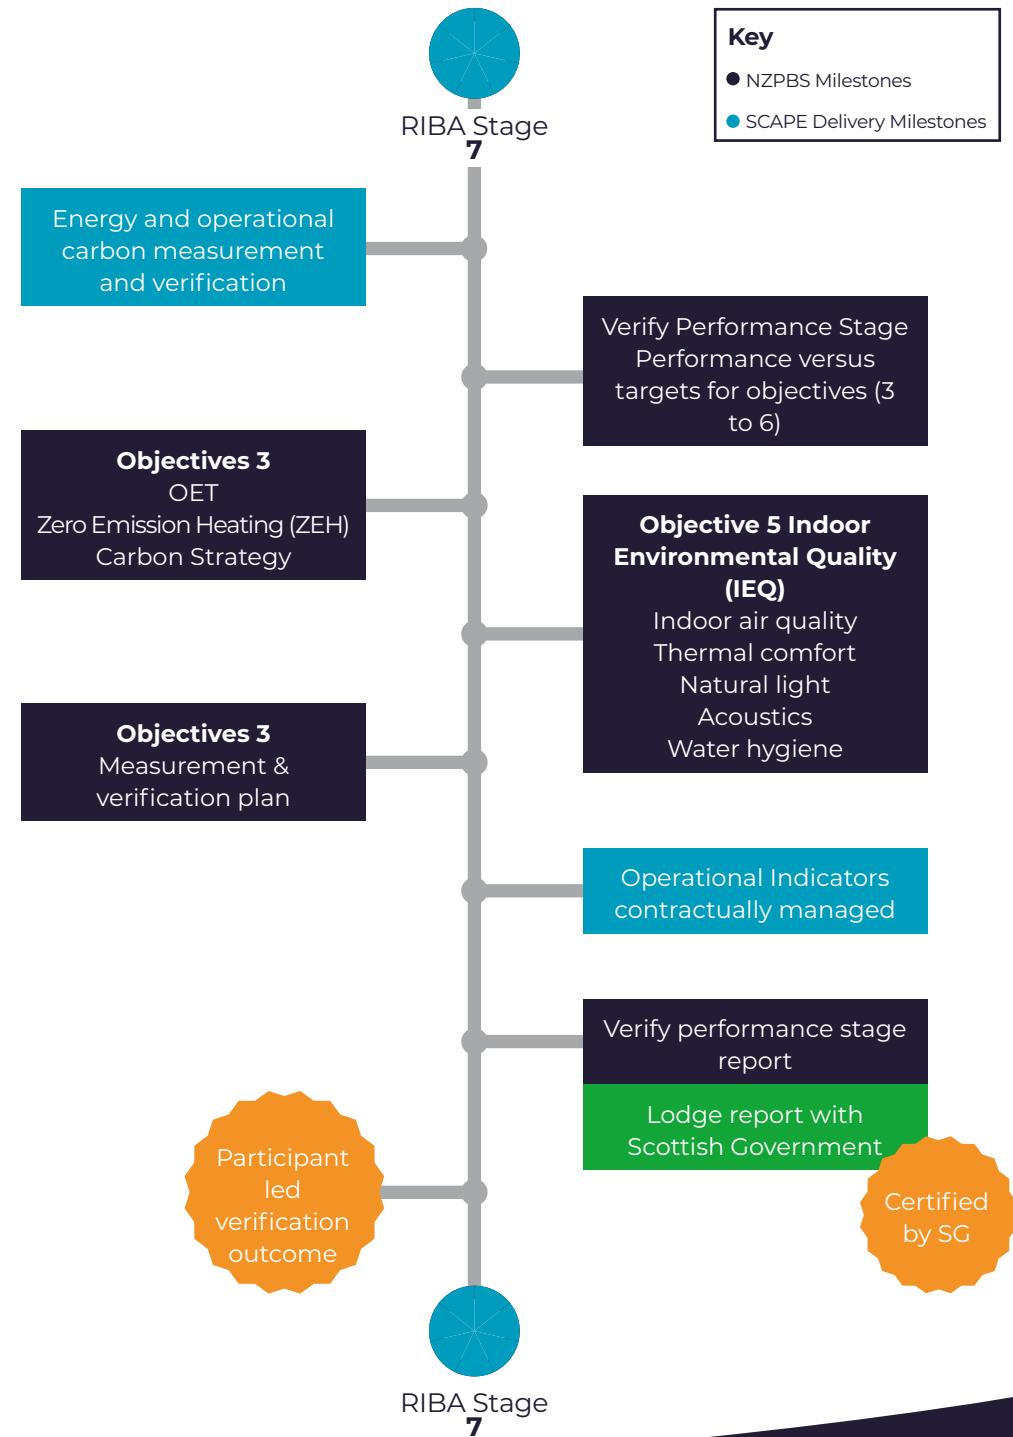 RIBA Stage
7
Key
NZPBS Milestones
SCAPE Delivery Milestones
Energy and operational
carbon measurement
and verification
Verify Performance Stage
Performance versus
targets for objectives (3
to 6)
Objectives 3
OET
Zero Emission Heating (ZEH)
Carbon Strategy
Objective 5 Indoor
Environmental Quality
(IEQ)
Indoor air quality
Thermal comfort
Natural light
Acoustics
Water hygiene
Objectives 3
Measurement &
verification plan
Operational Indicators
contractually managed
Verify performance stage
report
Lodge report with
Scottish Government
Certified
by SG
Participant
led
verification
outcome
RIBA Stage
7